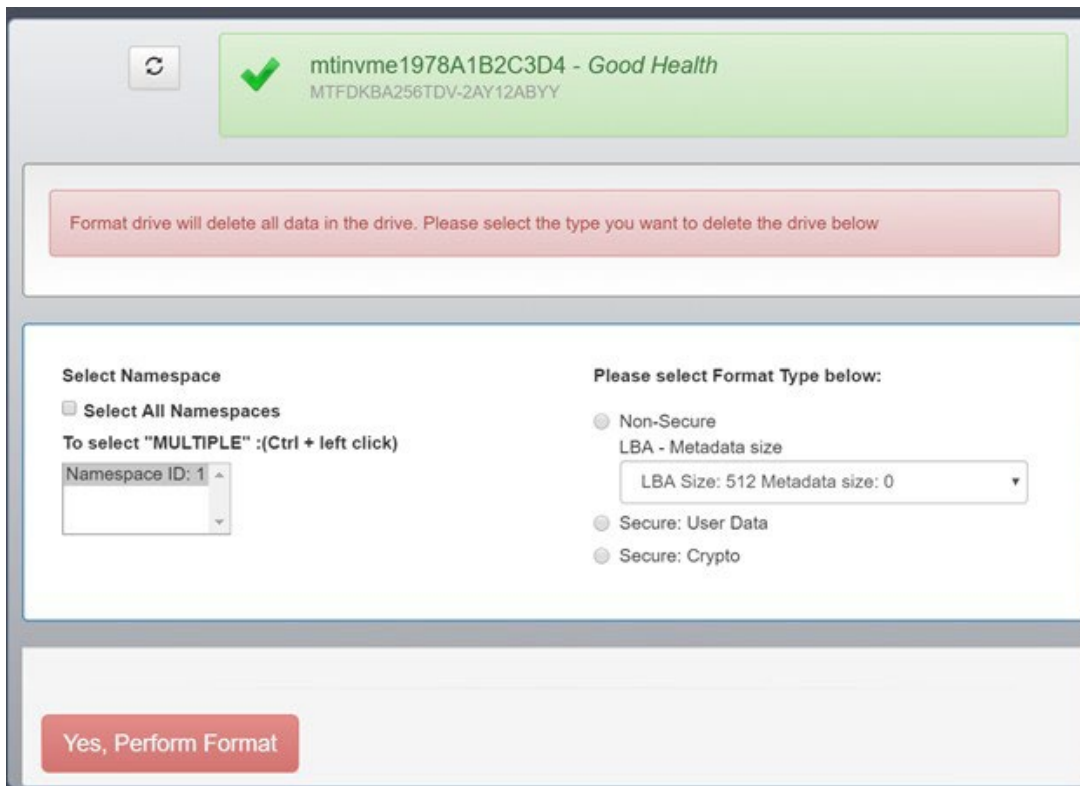 mtinvme1978A1B2C3D4 - Good Health
MTFDKBA256TDV-2AY12ABYY
Format drive will delete all data in the drive. Please select the type you want to delete the drive below
Select Namespace
Select All Namespaces
To select "MULTIPLE" :(Ctrl + left click)
Namespace ID: 1
Please select Format Type below:
Non-Secure
LBA - Metadata size
LBA Size: 512 Metadata size: 0
Secure: User Data
Secure: Crypto
Yes, Perform Format